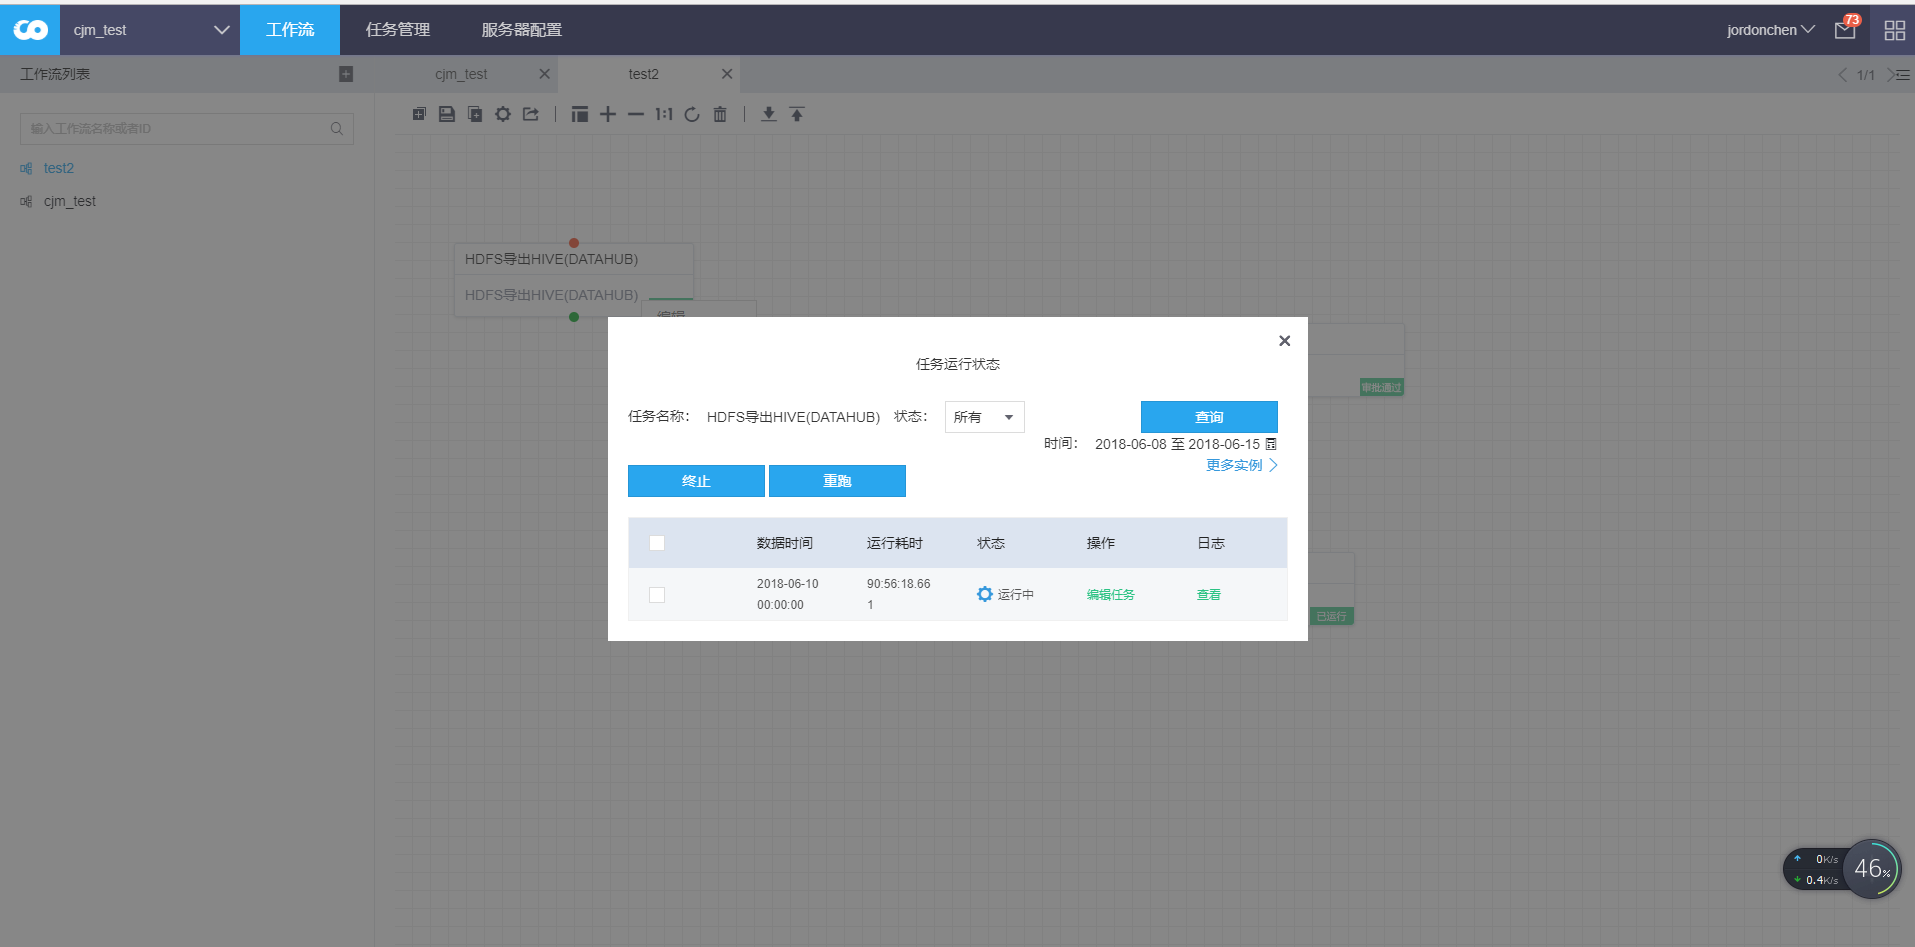 cjm_test
工作流
任务管理
服务器配置
jordonchen
73
工作流列表
cjm_test
test2
1/1
输入工作流名称或者ID
1:1
test2
cjm_test
HDFS导出HIVE(DATAHUB)
HDFS导出HIVE(DATAHUB)
编辑
审批通过
已运行
任务运行状态
任务名称: HDFS导出HIVE(DATAHUB) 状态: 所有
查询
时间: 2018-06-08 至 2018-06-15
更多实例
终止
重跑
数据时间 运行耗时 状态 操作 日志
2018-06-10 00:00:00
90:56:18.661
运行中
编辑任务
查看
0K/s
0.4K/s
46%